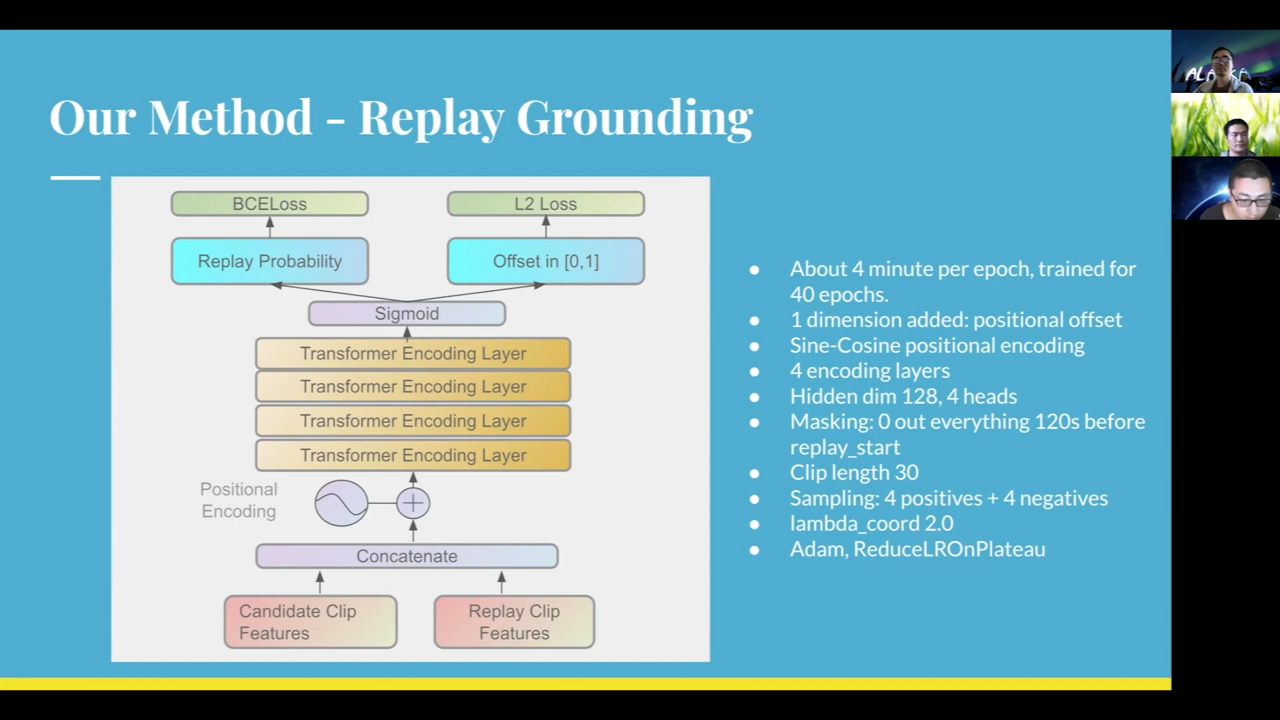 Our Method - Replay Grounding
BCELoss
L2 Loss
Replay Probability
Offset in [0,1]
Sigmoid
Transformer Encoding Layer
Transformer Encoding Layer
Transformer Encoding Layer
Transformer Encoding Layer
Positional
Encoding
Concatenate
Candidate Clip
Features
Replay Clip
Features
● About 4 minute per epoch, trained for
40 epochs.
● 1 dimension added: positional offset
● Sine-Cosine positional encoding
● 4 encoding layers
● Hidden dim 128, 4 heads
● Masking: 0 out everything 120s before
replay_start
● Clip length 30
● Sampling: 4 positives + 4 negatives
● lambda_coord 2.0
● Adam, ReduceLROnPlateau